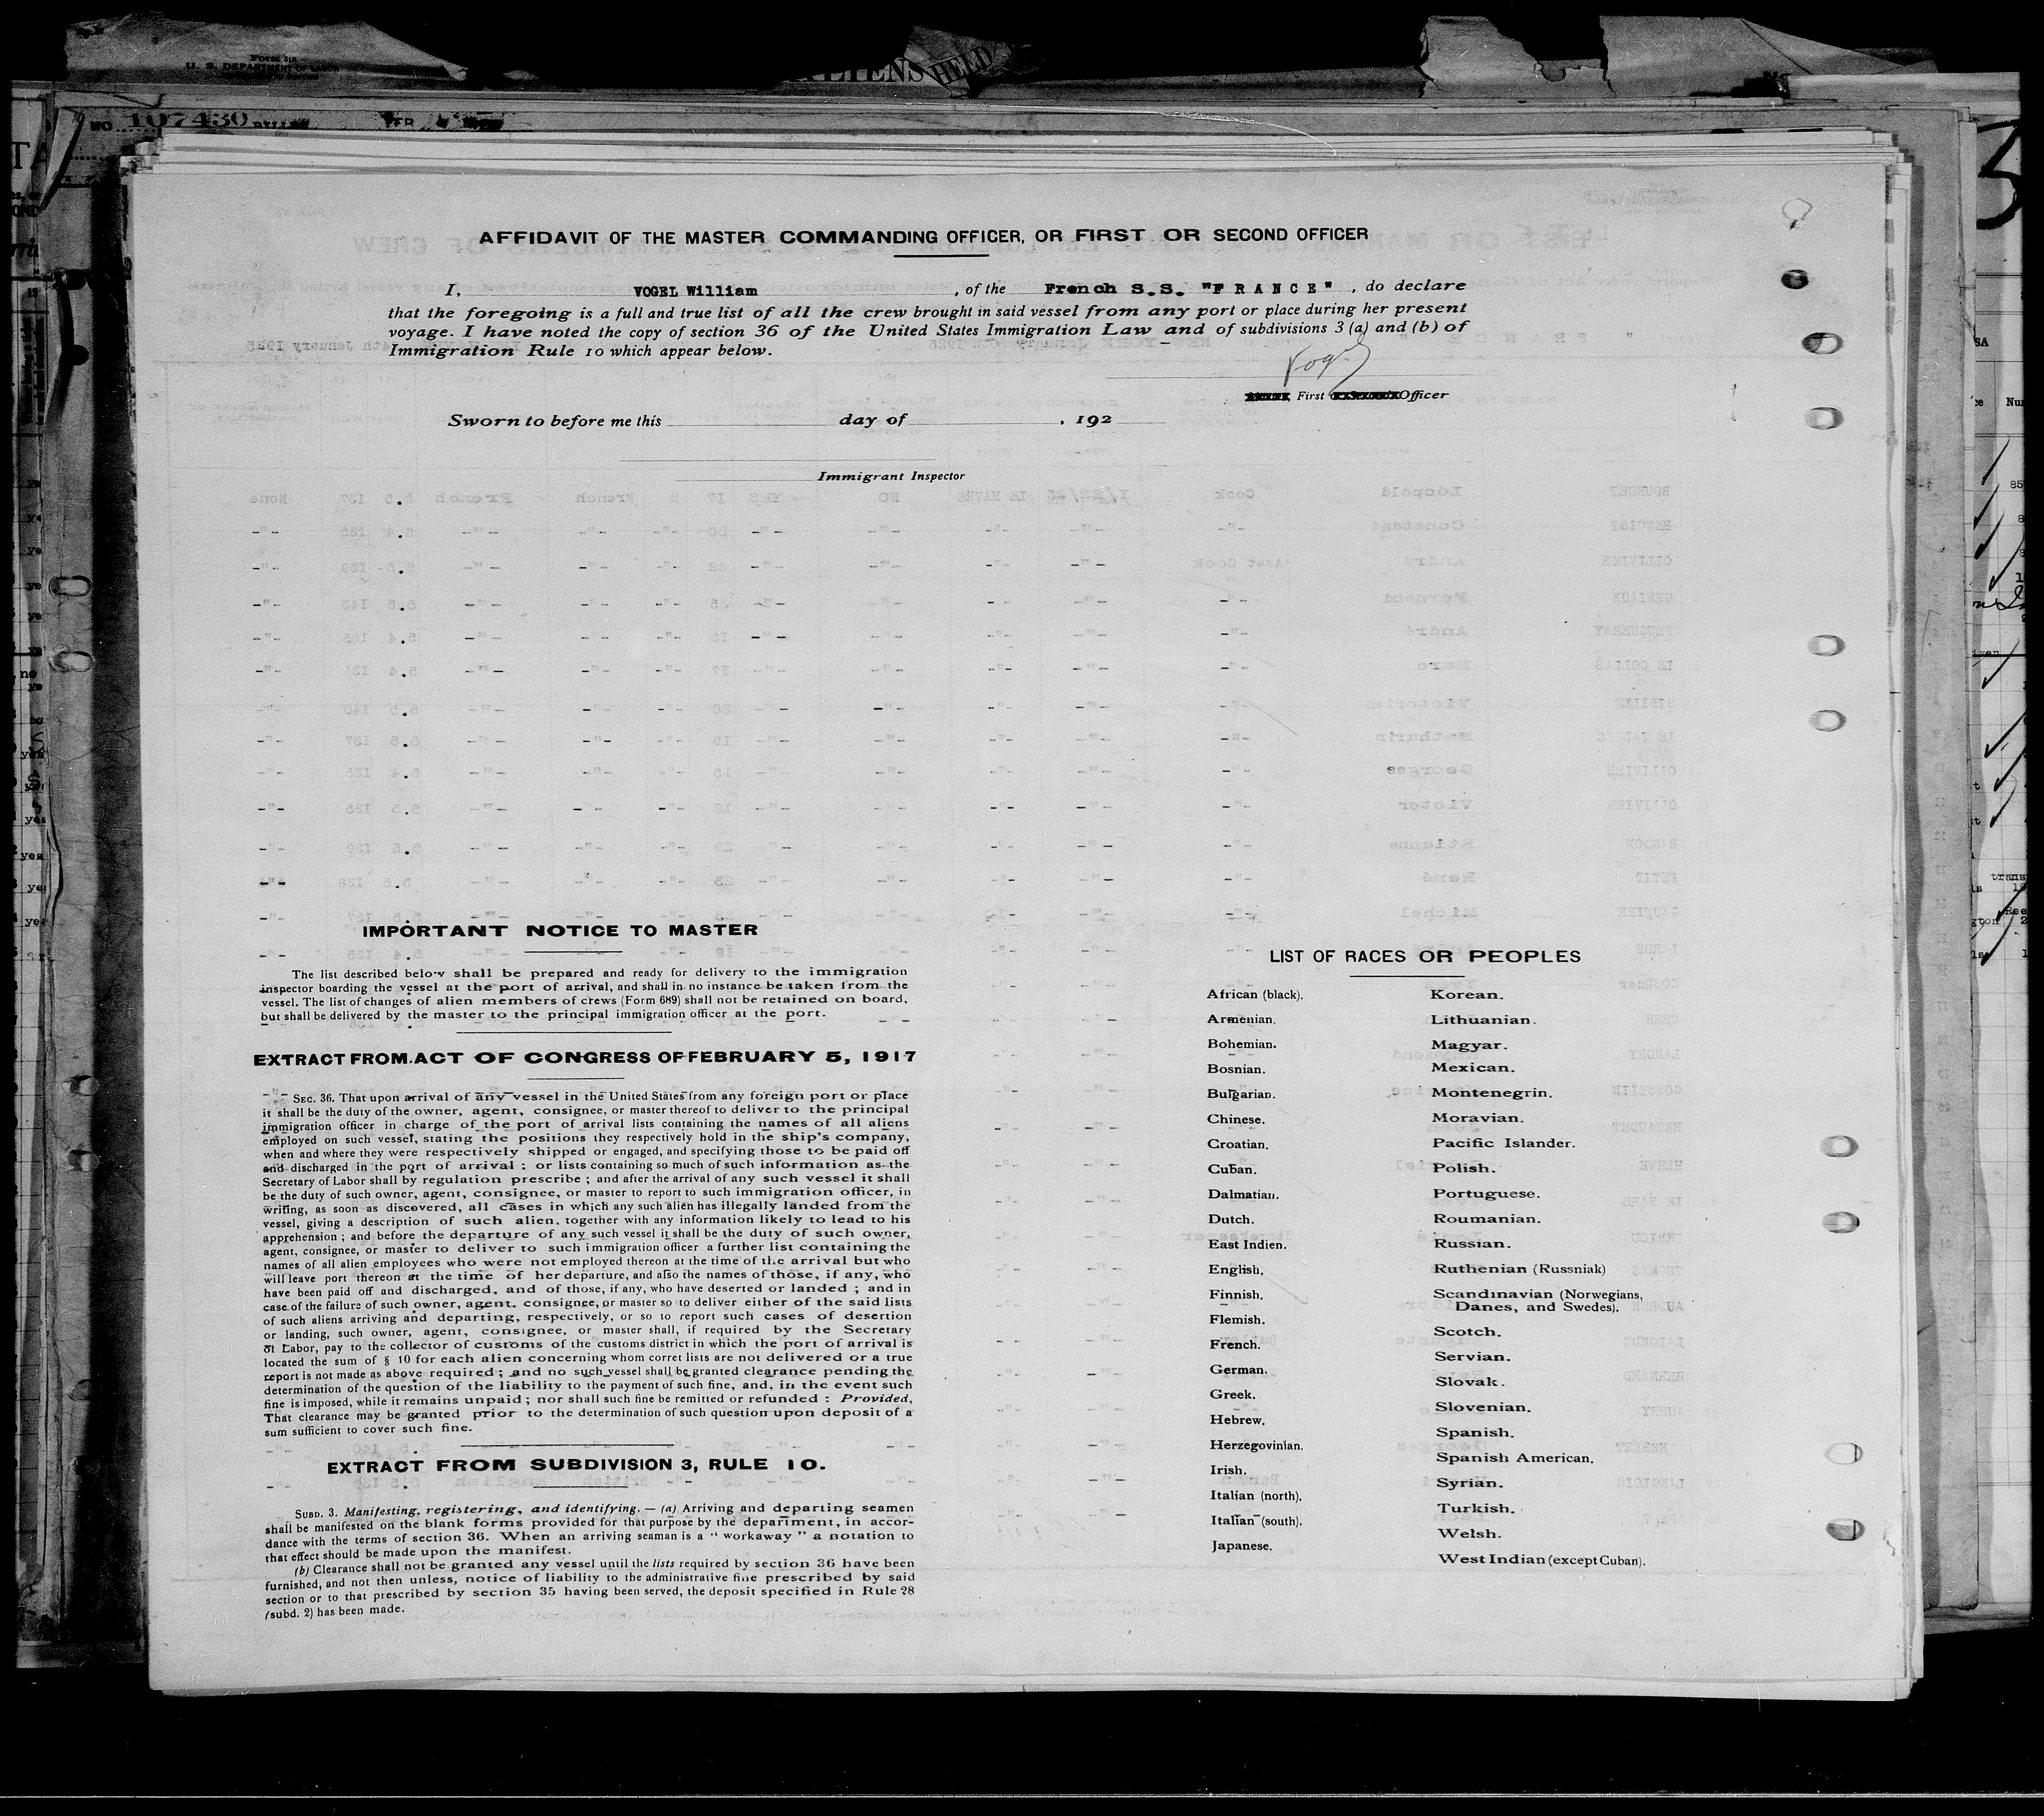 AFFIDAVIT OF THE MASTER COMMANDING OFFICER, OR FIRST OR SECOND OFFICER
I, VOGEL William , of the French S.S. "F R A N C E" , do declare
that the foregoing is a full and true list of all the crew brought in said vessel from any port or place during her present
voyage. I have noted the copy of section 36 of the United States Immigration Law and of subdivisions 3 (a) and (b) of
Immigration Rule 10 which appear below.
Vogel
First Officer
Sworn to before me this day of , 192
Immigrant Inspector
IMPORTANT NOTICE TO MASTER
The list described below shall be prepared and ready for delivery to the immigration
inspector boarding the vessel at the port of arrival, and shall in no instance be taken from the
vessel. The list of changes of alien members of crews (Form 689) shall not be retained on board,
but shall be delivered by the master to the principal immigration officer at the port.
EXTRACT FROM ACT OF CONGRESS OF FEBRUARY 5, 1917
SEC. 36. That upon arrival of any vessel in the United States from any foreign port or place
it shall be the duty of the owner, agent, consignee, or master thereof to deliver to the principal
immigration officer in charge of the port of arrival lists containing the names of all aliens
employed on such vessel, stating the positions they respectively hold in the ship's company,
when and where they were respectively shipped or engaged, and specifying those to be paid off
and discharged in the port of arrival : or lists containing so much of such information as the
Secretary of Labor shall by regulation prescribe ; and after the arrival of any such vessel it shall
be the duty of such owner, agent, consignee, or master to report to such immigration officer, in
writing, as soon as discovered, all cases in which any such alien has illegally landed from the
vessel, giving a description of such alien, together with any information likely to lead to his
apprehension ; and before the departure of any such vessel it shall be the duty of such owner,
agent, consignee, or master to deliver to such immigration officer a further list containing the
names of all alien employees who were not employed thereon at the time of the arrival but who
will leave port thereon at the time of her departure, and also the names of those, if any, who
have been paid off and discharged, and of those, if any, who have deserted or landed ; and in
case of the failure of such owner, agent, consignee, or master so to deliver either of the said lists
of such aliens arriving and departing, respectively, or so to report such cases of desertion
or landing, such owner, agent, consignee, or master shall, if required by the Secretary
of Labor, pay to the collector of customs of the customs district in which the port of arrival is
located the sum of § 10 for each alien concerning whom corret lists are not delivered or a true
report is not made as above required ; and no such vessel shall be granted clearance pending the
determination of the question of the liability to the payment of such fine, and, in the event such
fine is imposed, while it remains unpaid ; nor shall such fine be remitted or refunded : Provided,
That clearance may be granted prior to the determination of such question upon deposit of a
sum sufficient to cover such fine.
EXTRACT FROM SUBDIVISION 3, RULE 10.
SUBD. 3. Manifesting, registering, and identifying. — (a) Arriving and departing seamen
shall be manifested on the blank forms provided for that purpose by the department, in accor-
dance with the terms of section 36. When an arriving seaman is a " workaway " a notation to
that effect should be made upon the manifest.
(b) Clearance shall not be granted any vessel until the lists required by section 36 have been
furnished, and not then unless, notice of liability to the administrative fine prescribed by said
section or to that prescribed by section 35 having been served, the deposit specified in Rule 28
(subd. 2) has been made.
LIST OF RACES OR PEOPLES
African (black).
Armenian.
Bohemian.
Bosnian.
Bulgarian.
Chinese.
Croatian.
Cuban.
Dalmatian.
Dutch.
East Indien.
English.
Finnish.
Flemish.
French.
German.
Greek.
Hebrew.
Herzegovinian.
Irish.
Italian (north).
Italian (south).
Japanese.
Korean.
Lithuanian.
Magyar.
Mexican.
Montenegrin.
Moravian.
Pacific Islander.
Polish.
Portuguese.
Roumanian.
Russian.
Ruthenian (Russniak)
Scandinavian (Norwegians,
Danes, and Swedes).
Scotch.
Servian.
Slovak.
Slovenian.
Spanish.
Spanish American.
Syrian.
Turkish.
Welsh.
West Indian (except Cuban).